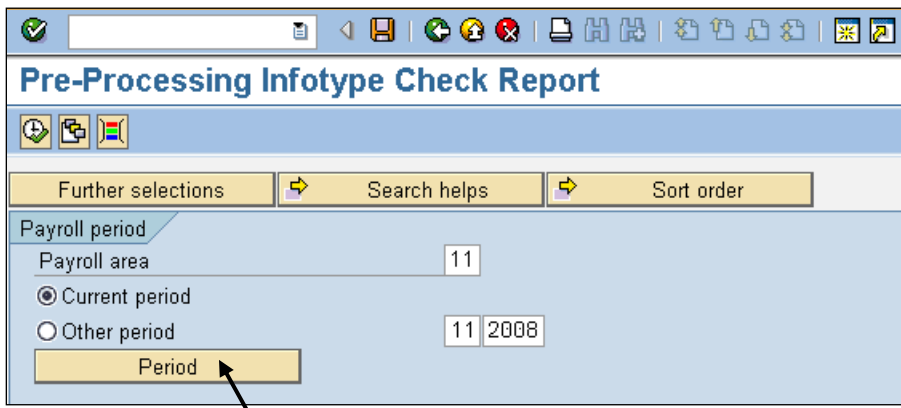 Pre-Processing Infotype Check Report
Further selections Search helps Sort order
Payroll period
Payroll area 11
Current period
Other period 11 2008
Period